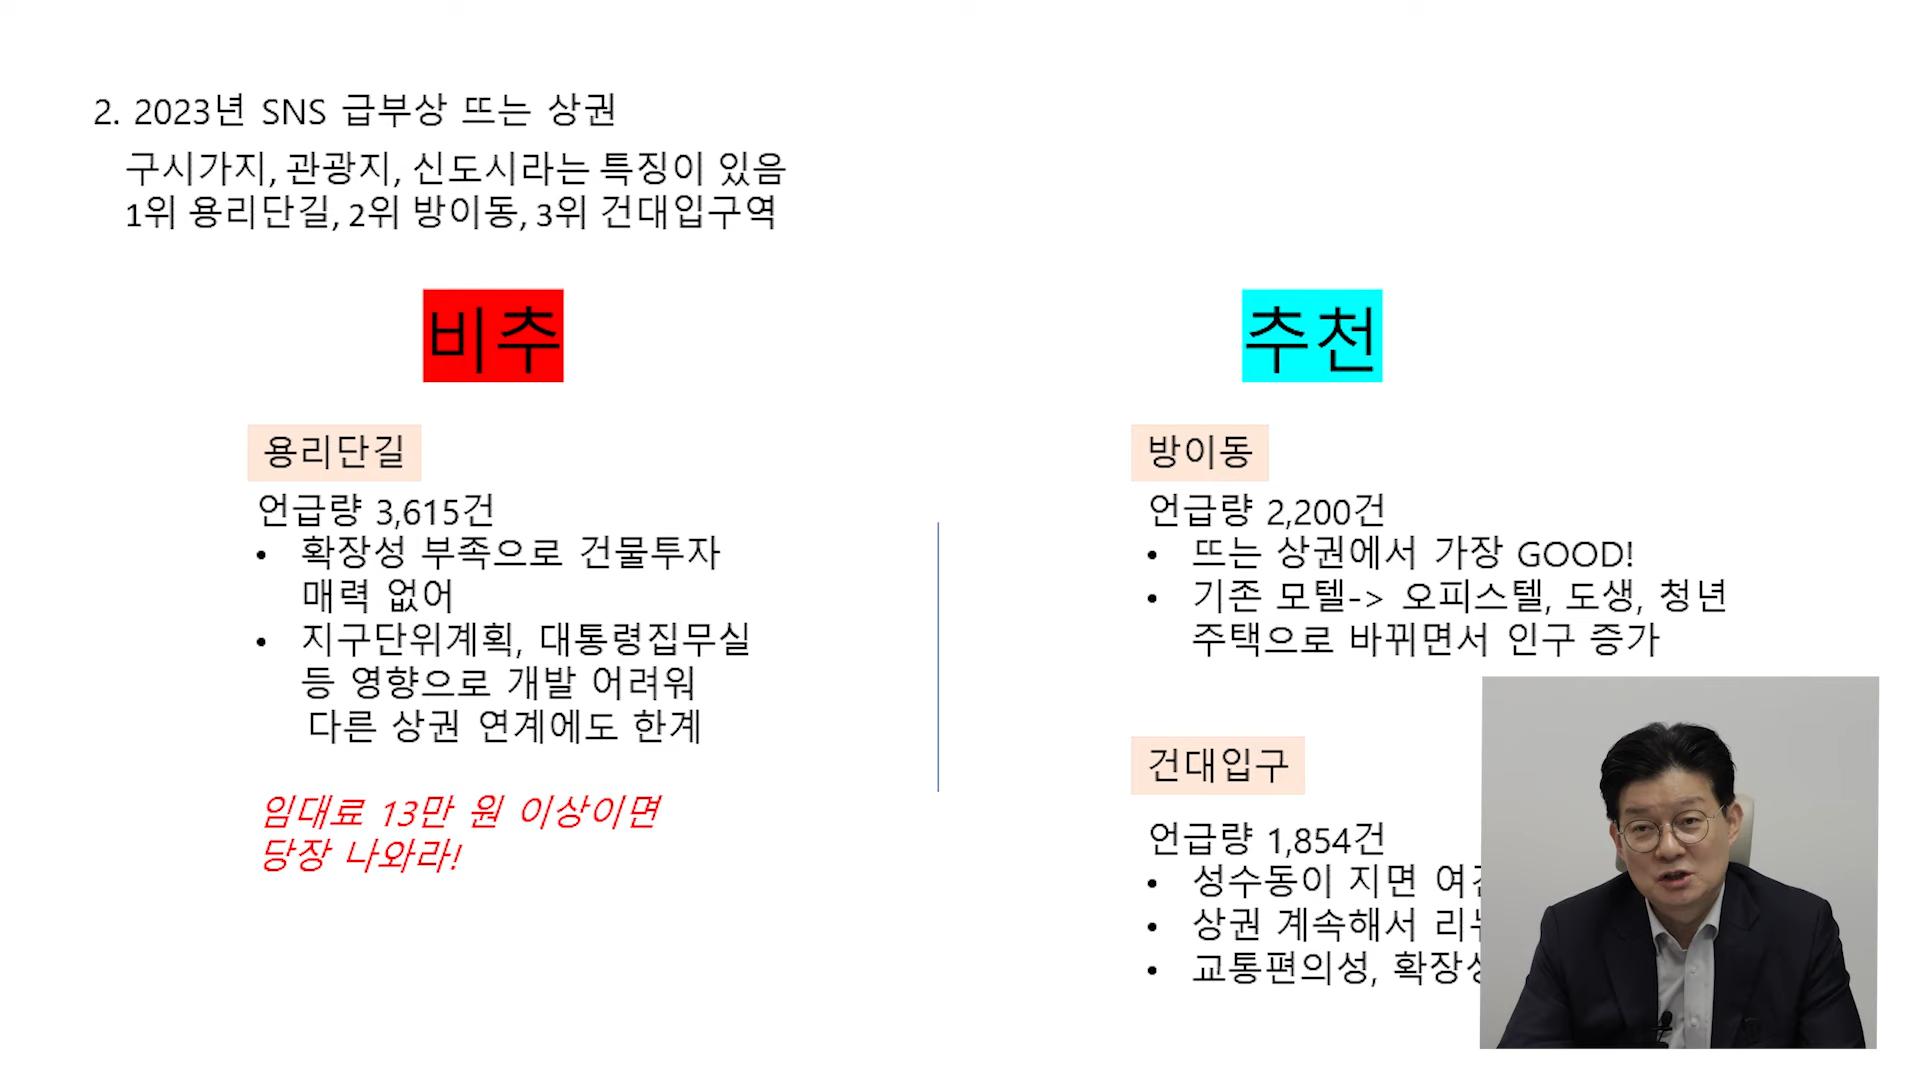 2. 2023년 SNS 급부상 뜨는 상권
구시가지, 관광지, 신도시라는 특징이 있음
1위 용리단길, 2위 방이동, 3위 건대입구역
비추
용리단길
언급량 3,615건
• 확장성 부족으로 건물투자
매력 없어
• 지구단위계획, 대통령집무실
등 영향으로 개발 어려워
다른 상권 연계에도 한계
임대료 13만 원 이상이면
당장 나와라!
추천
방이동
언급량 2,200건
• 뜨는 상권에서 가장 GOOD!
• 기존 모텔-> 오피스텔, 도생, 청년
주택으로 바뀌면서 인구 증가
건대입구
언급량 1,854건
• 성수동이 지면
• 상권 계속해서
• 교통편의성,